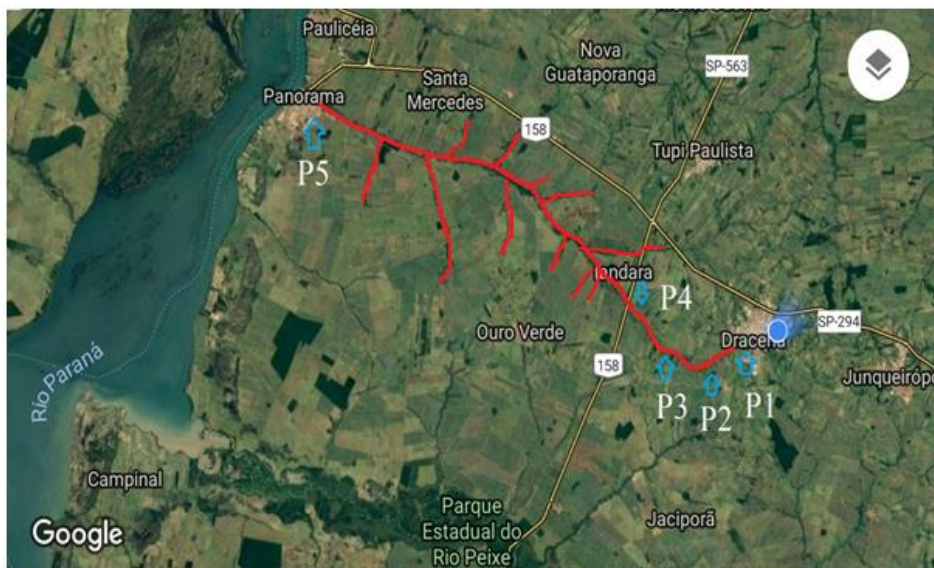 Paulicéia
Nova
Guataporanga
SP-563
Santa
Mercedes
Panorama
158
Tupi Paulista
P5
Iandara
P4
SP-294
Ouro Verde
Dracena
158
Junqueiróp
P3
P2
P1
Rio Paraná
Campinal
Parque
Estadual do
Rio Peixe
Jaciporã
Google